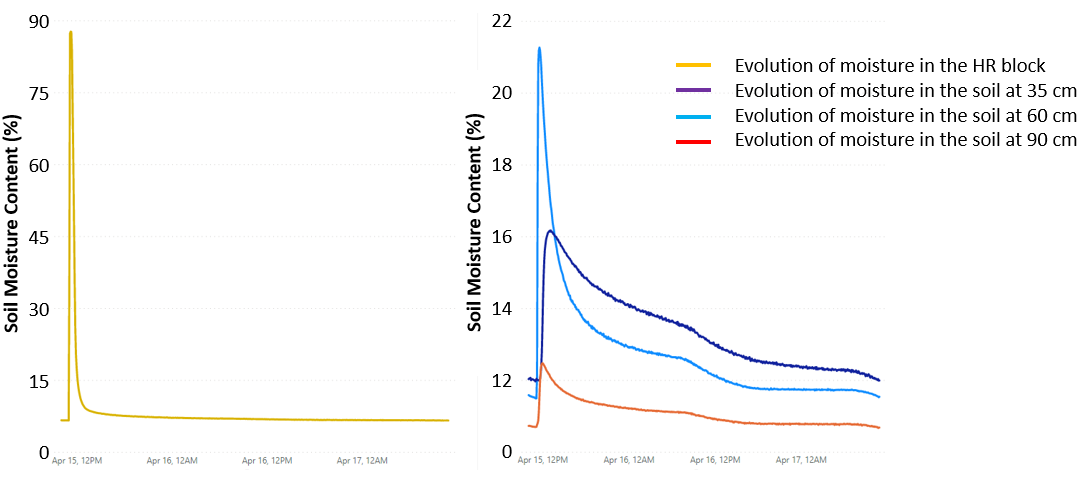 Soil Moisture Content (%)
90
75
60
45
30
15
0
Apr 15, 12PM
Apr 16, 12AM
Apr 16, 12PM
Apr 17, 12AM
Soil Moisture Content (%)
22
20
18
16
14
12
0
Apr 15, 12PM
Apr 16, 12AM
Apr 16, 12PM
Apr 17, 12AM
Evolution of moisture in the HR block
Evolution of moisture in the soil at 35 cm
Evolution of moisture in the soil at 60 cm
Evolution of moisture in the soil at 90 cm